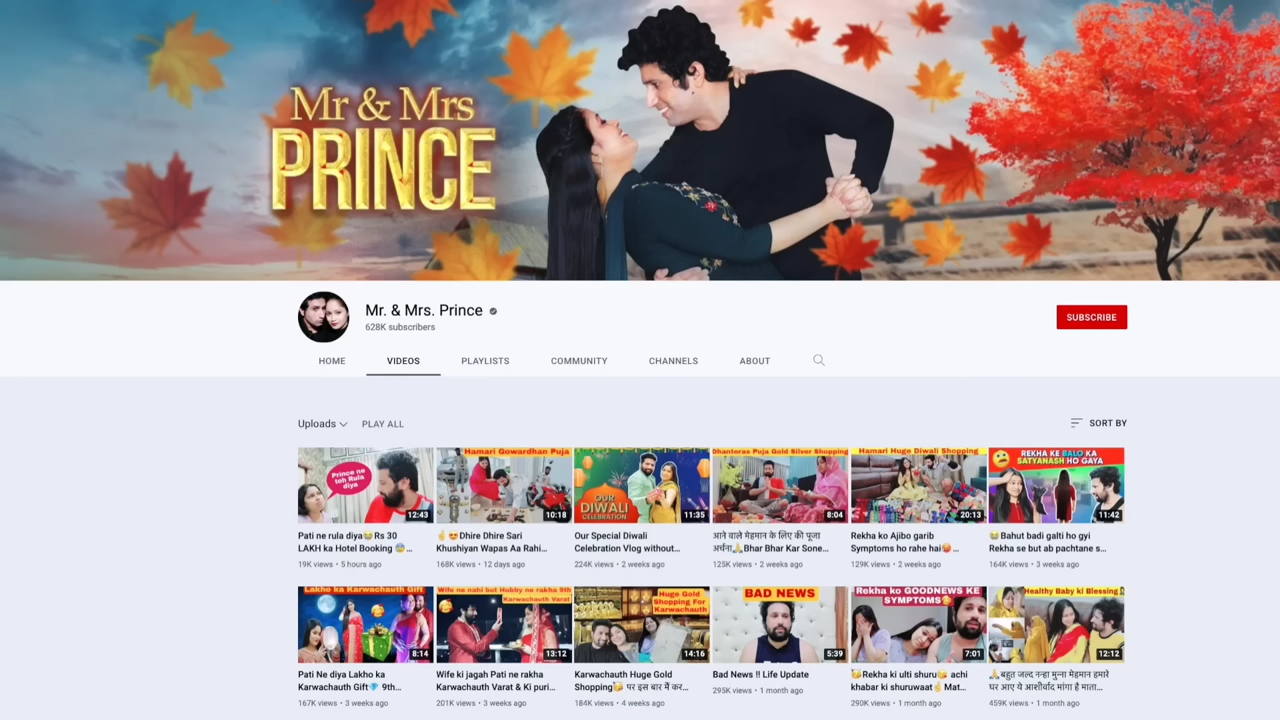 Mr & Mrs
PRINCE
Mr. & Mrs. Prince
628K subscribers
SUBSCRIBE
HOME VIDEOS PLAYLISTS COMMUNITY CHANNELS ABOUT
Uploads PLAY ALL SORT BY
Prince ne
toh Rula
diya
12:43
Hamari Gowardhan Puja
10:18
OUR
DIWALI
CELEBRATION
11:35
Dhanteras Puja Gold Silver Shopping
8:04
Hamari Huge Diwali Shopping
20:13
REKHA KE BALO KA
SATYANASH HO GAYA
11:42
Pati ne rula diya😭Rs 30
LAKH ka Hotel Booking 😨...
19K views • 5 hours ago
🤞😍Dhire Dhire Sari
Khushiyan Wapas Aa Rahi...
168K views • 12 days ago
Our Special Diwali
Celebration Vlog without...
224K views • 2 weeks ago
आने वाले मेहमान के लिए की पूजा
अर्चना🙏Bhar Bhar Kar Sone...
125K views • 2 weeks ago
Rekha ko Ajibo garib
Symptoms ho rahe hai🥵...
129K views • 2 weeks ago
😭Bahut badi galti ho gyi
Rekha se but ab pachtane s...
164K views • 3 weeks ago
Lakho ka Karwachauth Gift
8:14
Wife ne nahi but Hubby ne rakha 9th
Karwachauth Varat
13:12
Huge Gold
Shopping For
Karwachauth
14:16
BAD NEWS
5:39
Rekha ko GOODNEWS KE
SYMPTOMS
7:01
Healthy Baby ki Blessing
12:12
Pati Ne diya Lakho ka
Karwachauth Gift💎 9th...
167K views • 3 weeks ago
Wife ki jagah Pati ne rakha
Karwachauth Varat & Ki puri...
201K views • 3 weeks ago
Karwachauth Huge Gold
Shopping🥳 पर इस बार मैं कर...
184K views • 4 weeks ago
Bad News !! Life Update
295K views • 1 month ago
🥳Rekha ki ulti shuru😘 achi
khabar ki shuruwaat🤞Mat...
290K views • 1 month ago
🙏बहुत जल्द नन्हा मुन्ना मेहमान हमारे
घर आए ये आशीर्वाद मांगा है माता...
459K views • 1 month ago